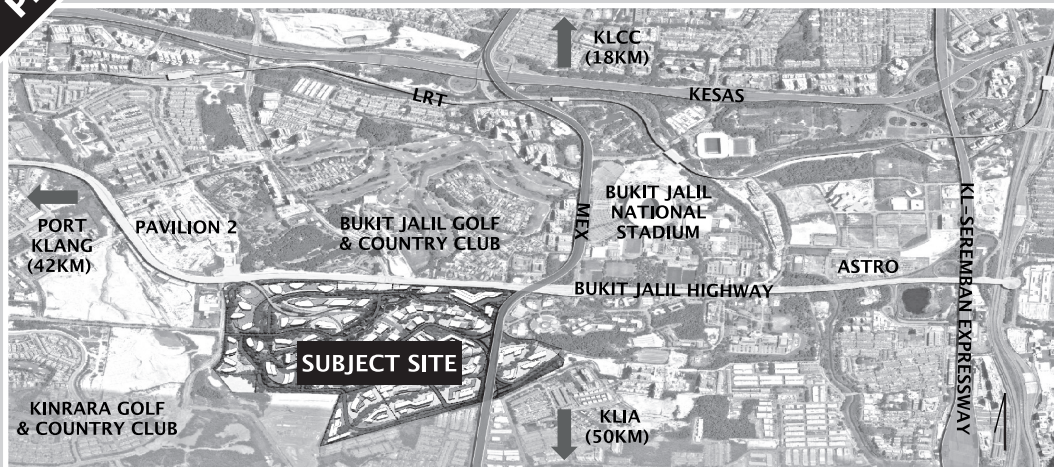 KLCC
(18KM)
LRT
KESAS
PORT
KLANG
(42KM)
PAVILION 2
BUKIT JALIL GOLF
& COUNTRY CLUB
MEX
BUKIT JALIL
NATIONAL
STADIUM
ASTRO
BUKIT JALIL HIGHWAY
KL-SEREMBAN EXPRESSWAY
SUBJECT SITE
KINRARA GOLF
& COUNTRY CLUB
KLIA
(50KM)